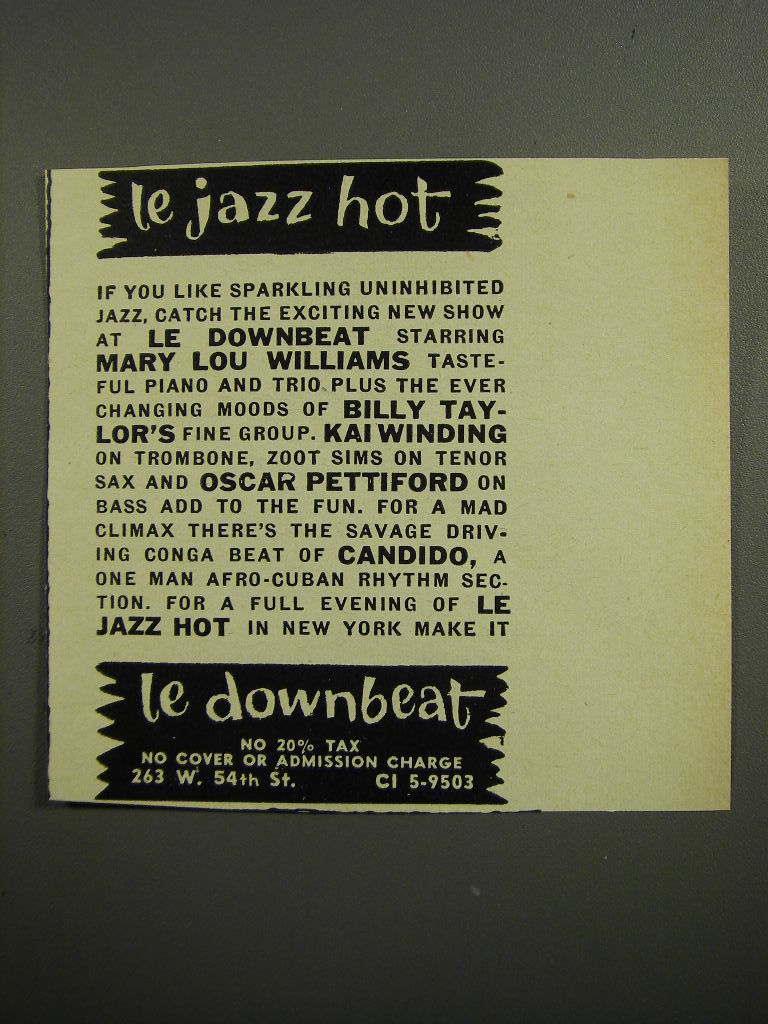 le jazz hot
IF YOU LIKE SPARKLING UNINHIBITED
JAZZ, CATCH THE EXCITING NEW SHOW
AT LE DOWNBEAT STARRING
MARY LOU WILLIAMS TASTE-
FUL PIANO AND TRIO PLUS THE EVER
CHANGING MOODS OF BILLY TAY-
LOR'S FINE GROUP. KAI WINDING
ON TROMBONE, ZOOT SIMS ON TENOR
SAX AND OSCAR PETTIFORD ON
BASS ADD TO THE FUN. FOR A MAD
CLIMAX THERE'S THE SAVAGE DRIV-
ING CONGA BEAT OF CANDIDO, A
ONE MAN AFRO-CUBAN RHYTHM SEC-
TION. FOR A FULL EVENING OF LE
JAZZ HOT IN NEW YORK MAKE IT
le downbeat
NO 20% TAX
NO COVER OR ADMISSION CHARGE
263 W. 54th St. CI 5-9503